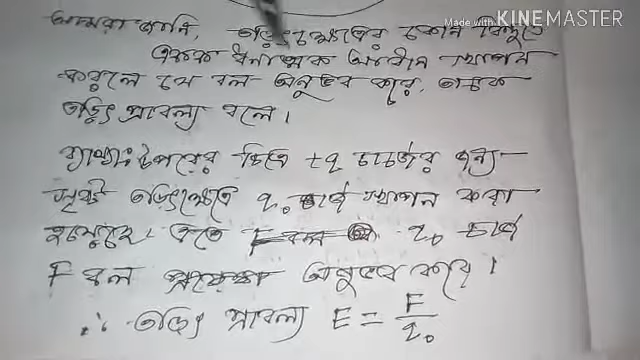 আমরা জানি, তড়িৎক্ষেত্রের কোন বিন্দুতে
একক ধনাত্মক আধান স্থাপন
করলে যে বল অনুভব করে, তাকে
তড়িৎ প্রাবল্য বলে।
ব্যাখ্যাঃ উপরের চিত্রে +q চার্জের জন্য
সৃষ্ট তড়িৎক্ষেত্রে q₀ চার্জ স্থাপন করা
হয়েছে। এতে q₀ চার্জ
F বল অনুভব করে।
∴ তড়িৎ প্রাবল্য E = F/q₀
Made with KINEMASTER